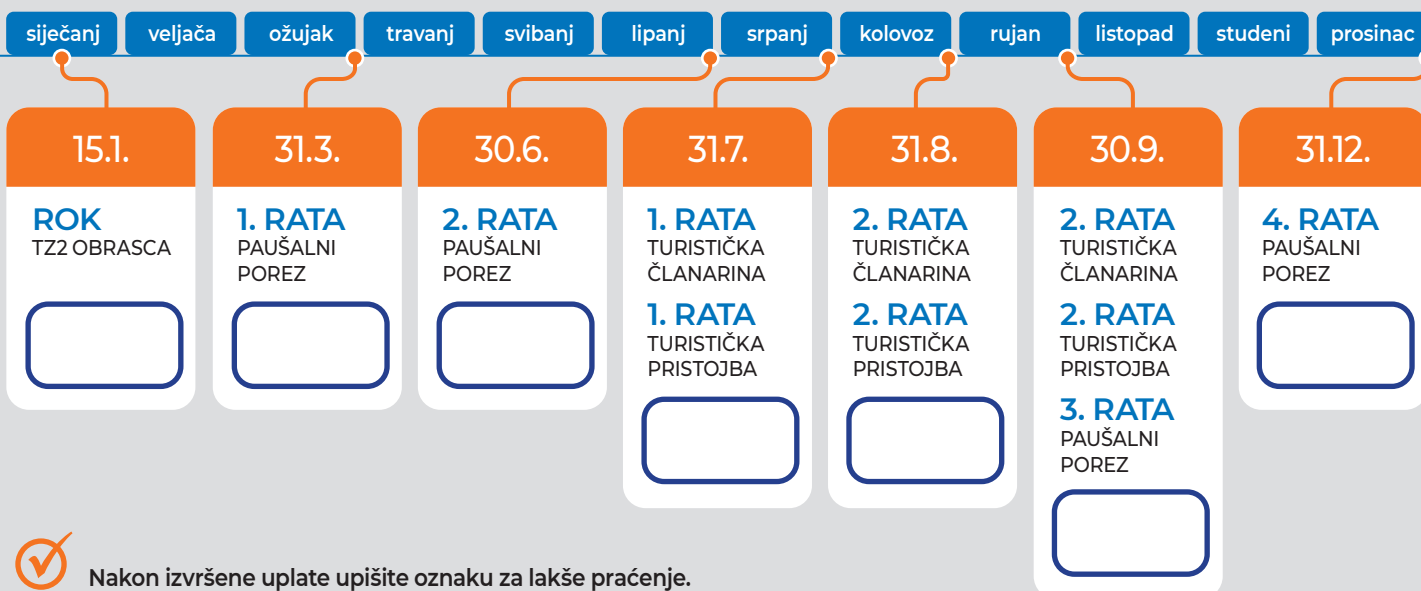 siječanj
veljača
ožujak
travanj
svibanj
lipanj
srpanj
kolovoz
rujan
listopad
studeni
prosinac
15.1.
ROK
TZ2 OBRASCA
31.3.
1. RATA
PAUŠALNI
POREZ
30.6.
2. RATA
PAUŠALNI
POREZ
31.7.
1. RATA
TURISTIČKA
ČLANARINA
1. RATA
TURISTIČKA
PRISTOJBA
31.8.
2. RATA
TURISTIČKA
ČLANARINA
2. RATA
TURISTIČKA
PRISTOJBA
30.9.
2. RATA
TURISTIČKA
ČLANARINA
2. RATA
TURISTIČKA
PRISTOJBA
3. RATA
PAUŠALNI
POREZ
31.12.
4. RATA
PAUŠALNI
POREZ
Nakon izvršene uplate upišite oznaku za lakše praćenje.